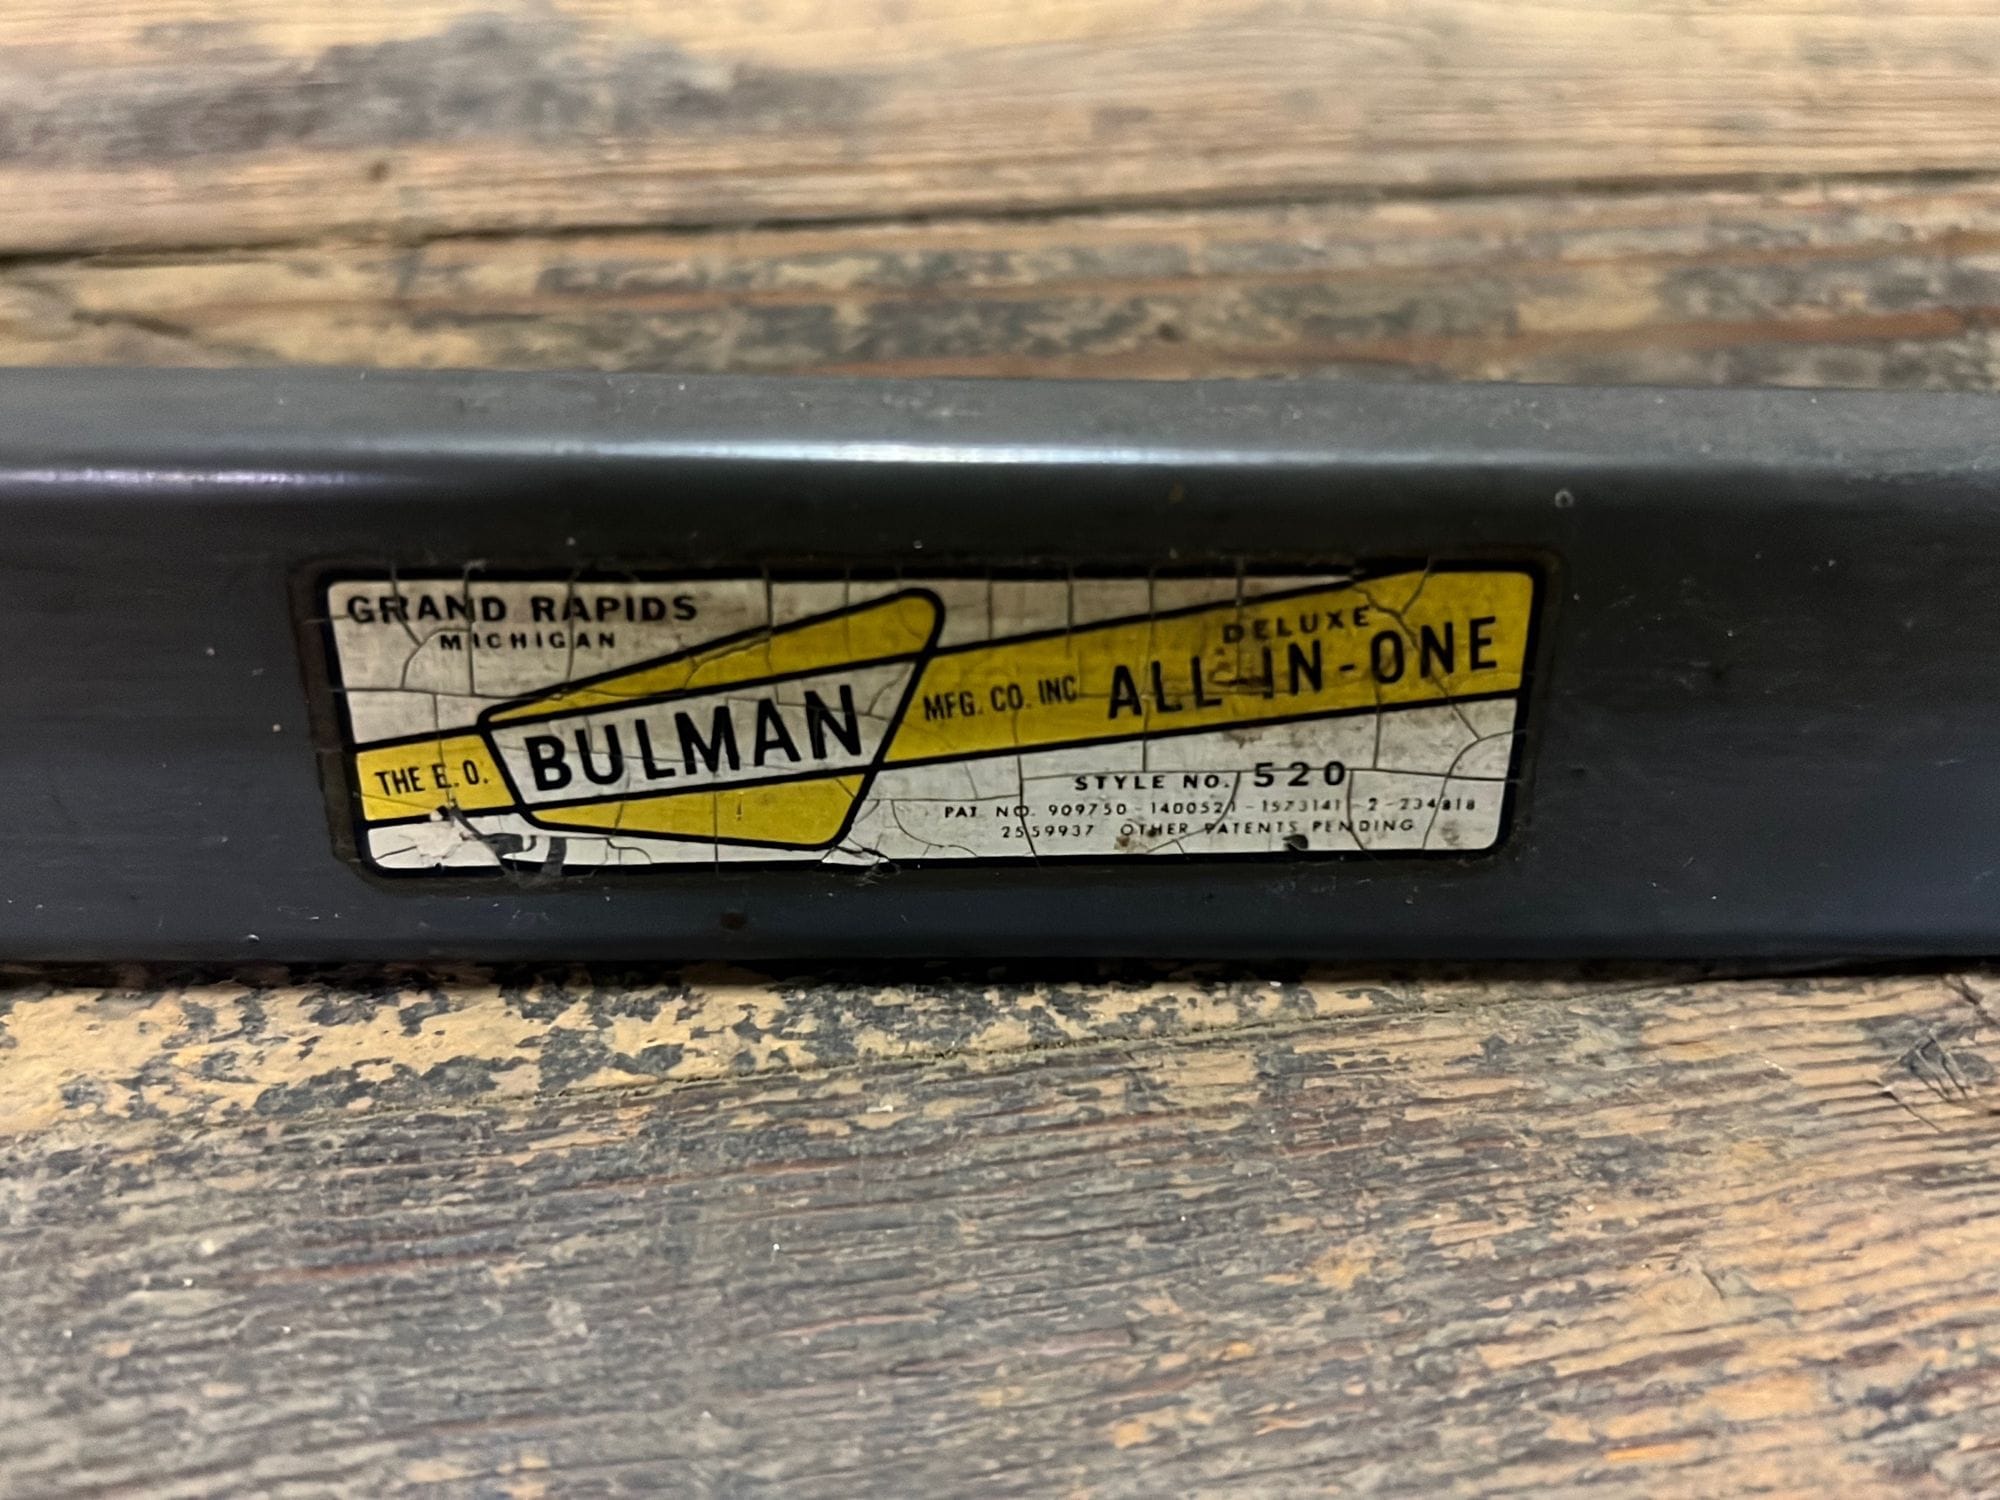 GRAND RAPIDS
MICHIGAN
THE E. O. BULMAN MFG. CO. INC
DELUXE
ALL-IN-ONE
STYLE NO. 520
PAT NO. 909750-1400521-1573141-2-234818
2559937 OTHER PATENTS PENDING